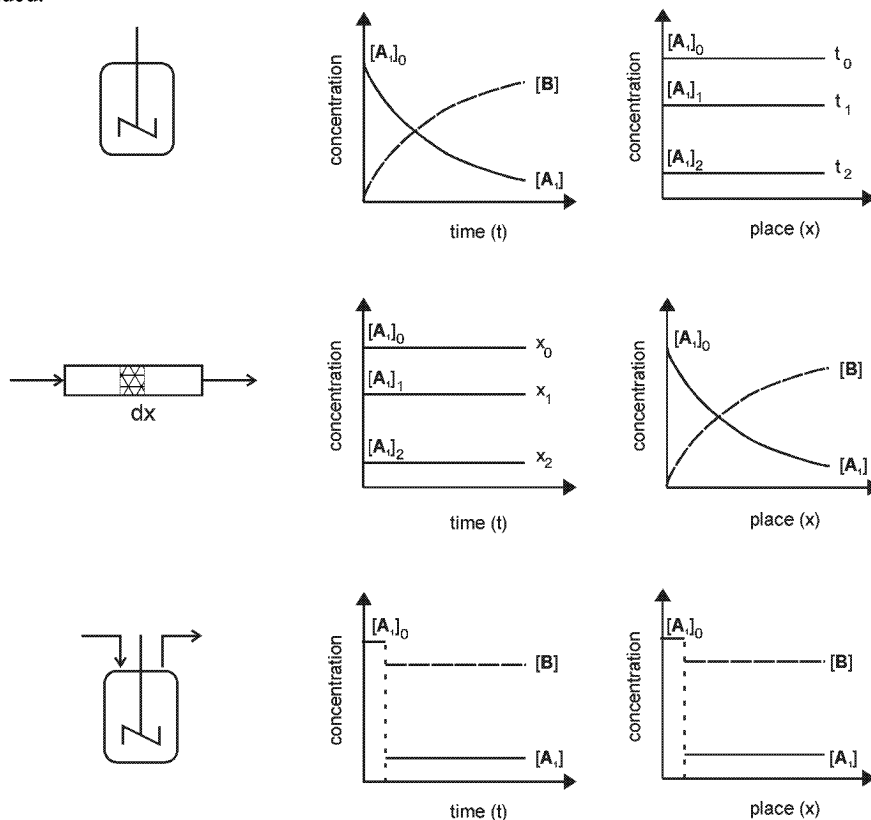 [A₁]₀
[B]
[A₁]
concentration
time (t)
[A₁]₀
t₀
[A₁]₁
t₁
[A₁]₂
t₂
concentration
place (x)
dx
[A₁]₀
x₀
[A₁]₁
x₁
[A₁]₂
x₂
concentration
time (t)
[A₁]₀
[B]
[A₁]
concentration
place (x)
[A₁]₀
[B]
[A₁]
concentration
time (t)
[A₁]₀
[B]
[A₁]
concentration
place (x)